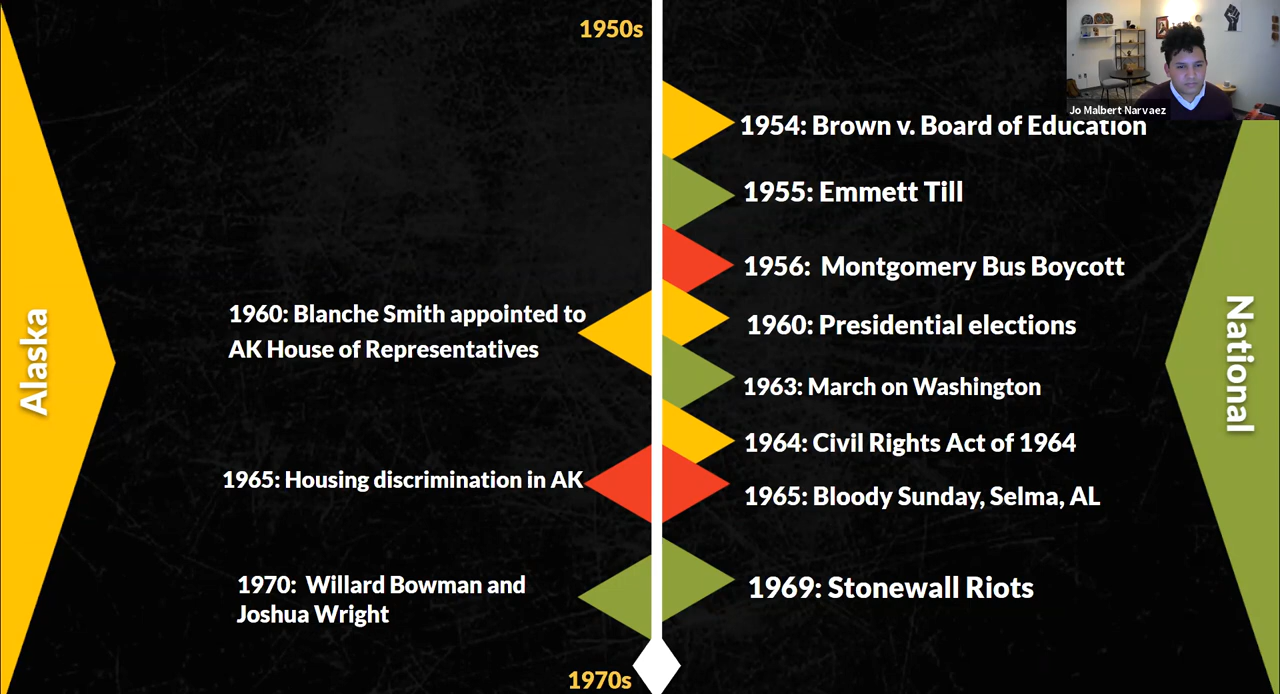 1950s
Jo Malbert Narvaez
1954: Brown v. Board of Education
1955: Emmett Till
1956:  Montgomery Bus Boycott
1960: Blanche Smith appointed to
AK House of Representatives
1960: Presidential elections
Alaska
National
1963: March on Washington
1964: Civil Rights Act of 1964
1965: Housing discrimination in AK
1965: Bloody Sunday, Selma, AL
1970:  Willard Bowman and
Joshua Wright
1969: Stonewall Riots
1970s